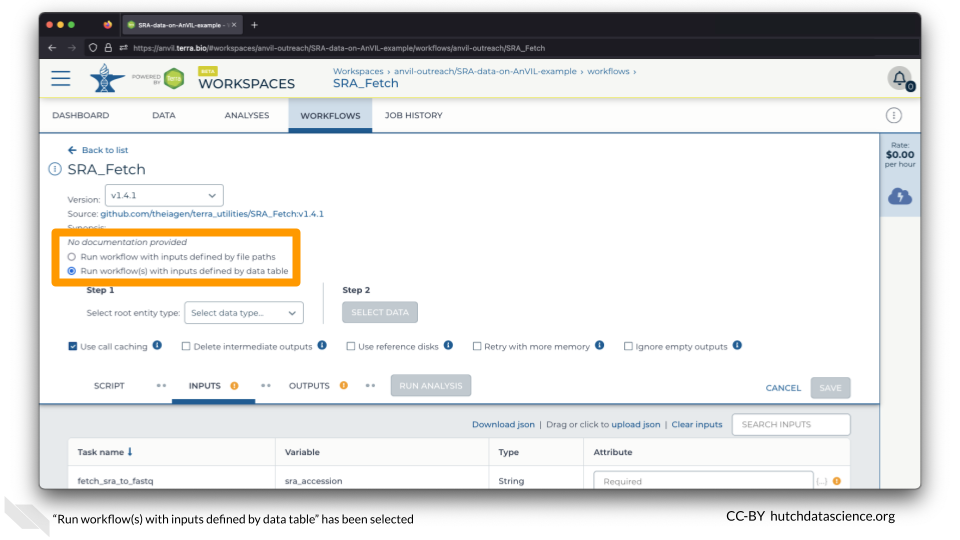 SRA-data-on-AnVIL-example –
https://anvil.terra.bio/#workspaces/anvil-outreach/SRA-data-on-AnVIL-example/workflows/anvil-outreach/SRA_Fetch
POWERED BY Terra
BETA
WORKSPACES
Workspaces › anvil-outreach/SRA-data-on-AnVIL-example › workflows ›
SRA_Fetch
0
DASHBOARD DATA ANALYSES WORKFLOWS JOB HISTORY
Rate:
$0.00
per hour
Back to list
SRA_Fetch
Version: v1.4.1
Source: github.com/theiagen/terra_utilities/SRA_Fetch:v1.4.1
Synopsis:
No documentation provided
Run workflow with inputs defined by file paths
Run workflow(s) with inputs defined by data table
Step 1 Step 2
Select root entity type: Select data type... SELECT DATA
Use call caching Delete intermediate outputs Use reference disks Retry with more memory Ignore empty outputs
SCRIPT INPUTS OUTPUTS RUN ANALYSIS CANCEL SAVE
Download json | Drag or click to upload json | Clear inputs SEARCH INPUTS
Task name Variable Type Attribute
fetch_sra_to_fastq sra_accession String Required {...}
“Run workflow(s) with inputs defined by data table” has been selected
CC-BY hutchdatascience.org